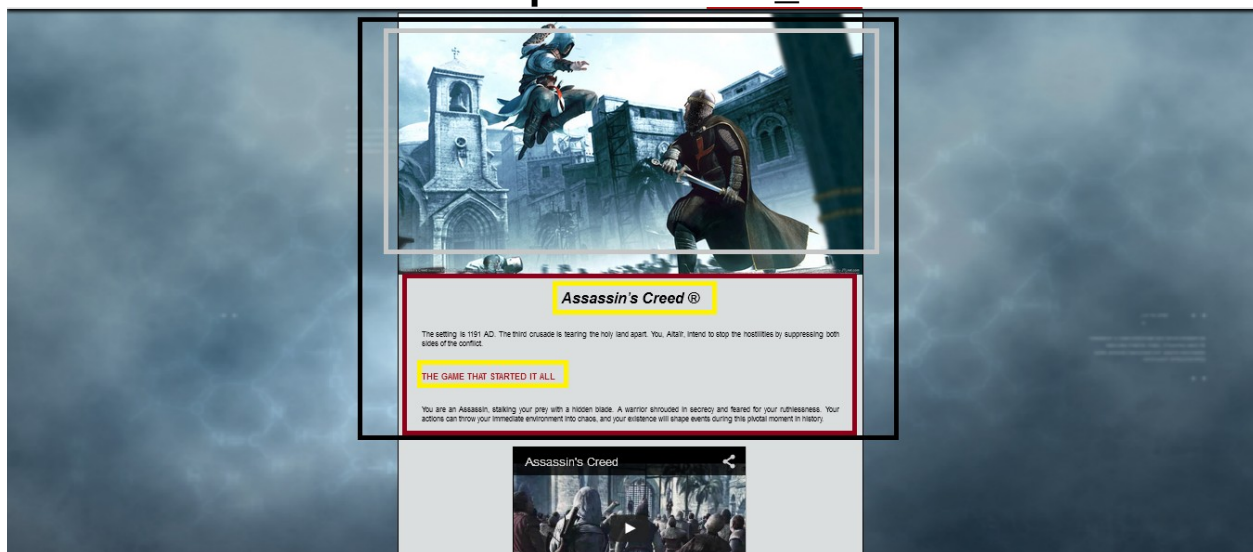 Assassin's Creed ®
The setting is 1191 AD. The third crusade is tearing the holy land apart. You, Altaïr, intend to stop the hostilities by suppressing both
sides of the conflict.
THE GAME THAT STARTED IT ALL
You are an Assassin, stalking your prey with a hidden blade. A warrior shrouded in secrecy and feared for your ruthlessness. Your
actions can throw your immediate environment into chaos, and your existence will shape events during this pivotal moment in history.
Assassin's Creed